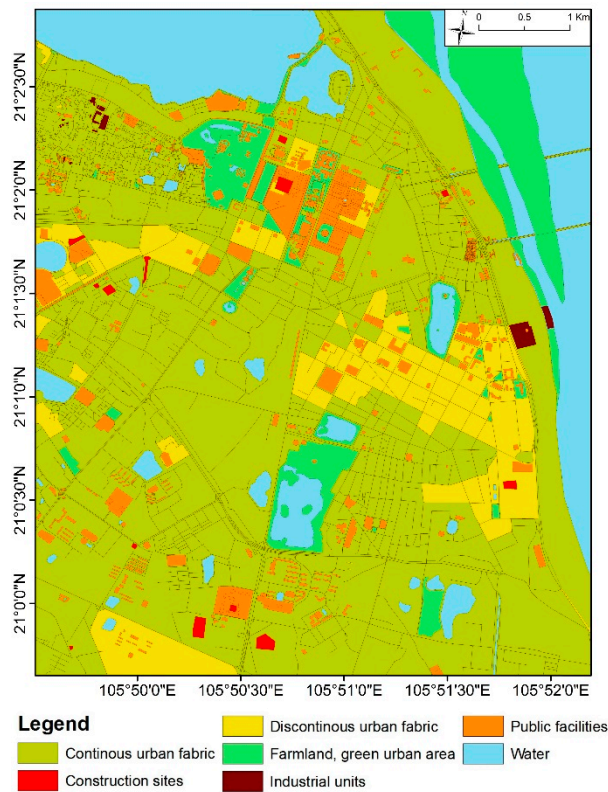 N
0 0.5 1 Km
21°2'30"N
21°2'0"N
21°1'30"N
21°1'0"N
21°0'30"N
21°0'0"N
105°50'0"E 105°50'30"E 105°51'0"E 105°51'30"E 105°52'0"E
Legend
Discontinous urban fabric
Public facilities
Continous urban fabric
Farmland, green urban area
Water
Construction sites
Industrial units